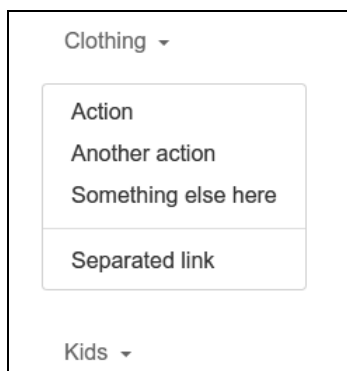 Clothing
Action
Another action
Something else here
Separated link
Kids